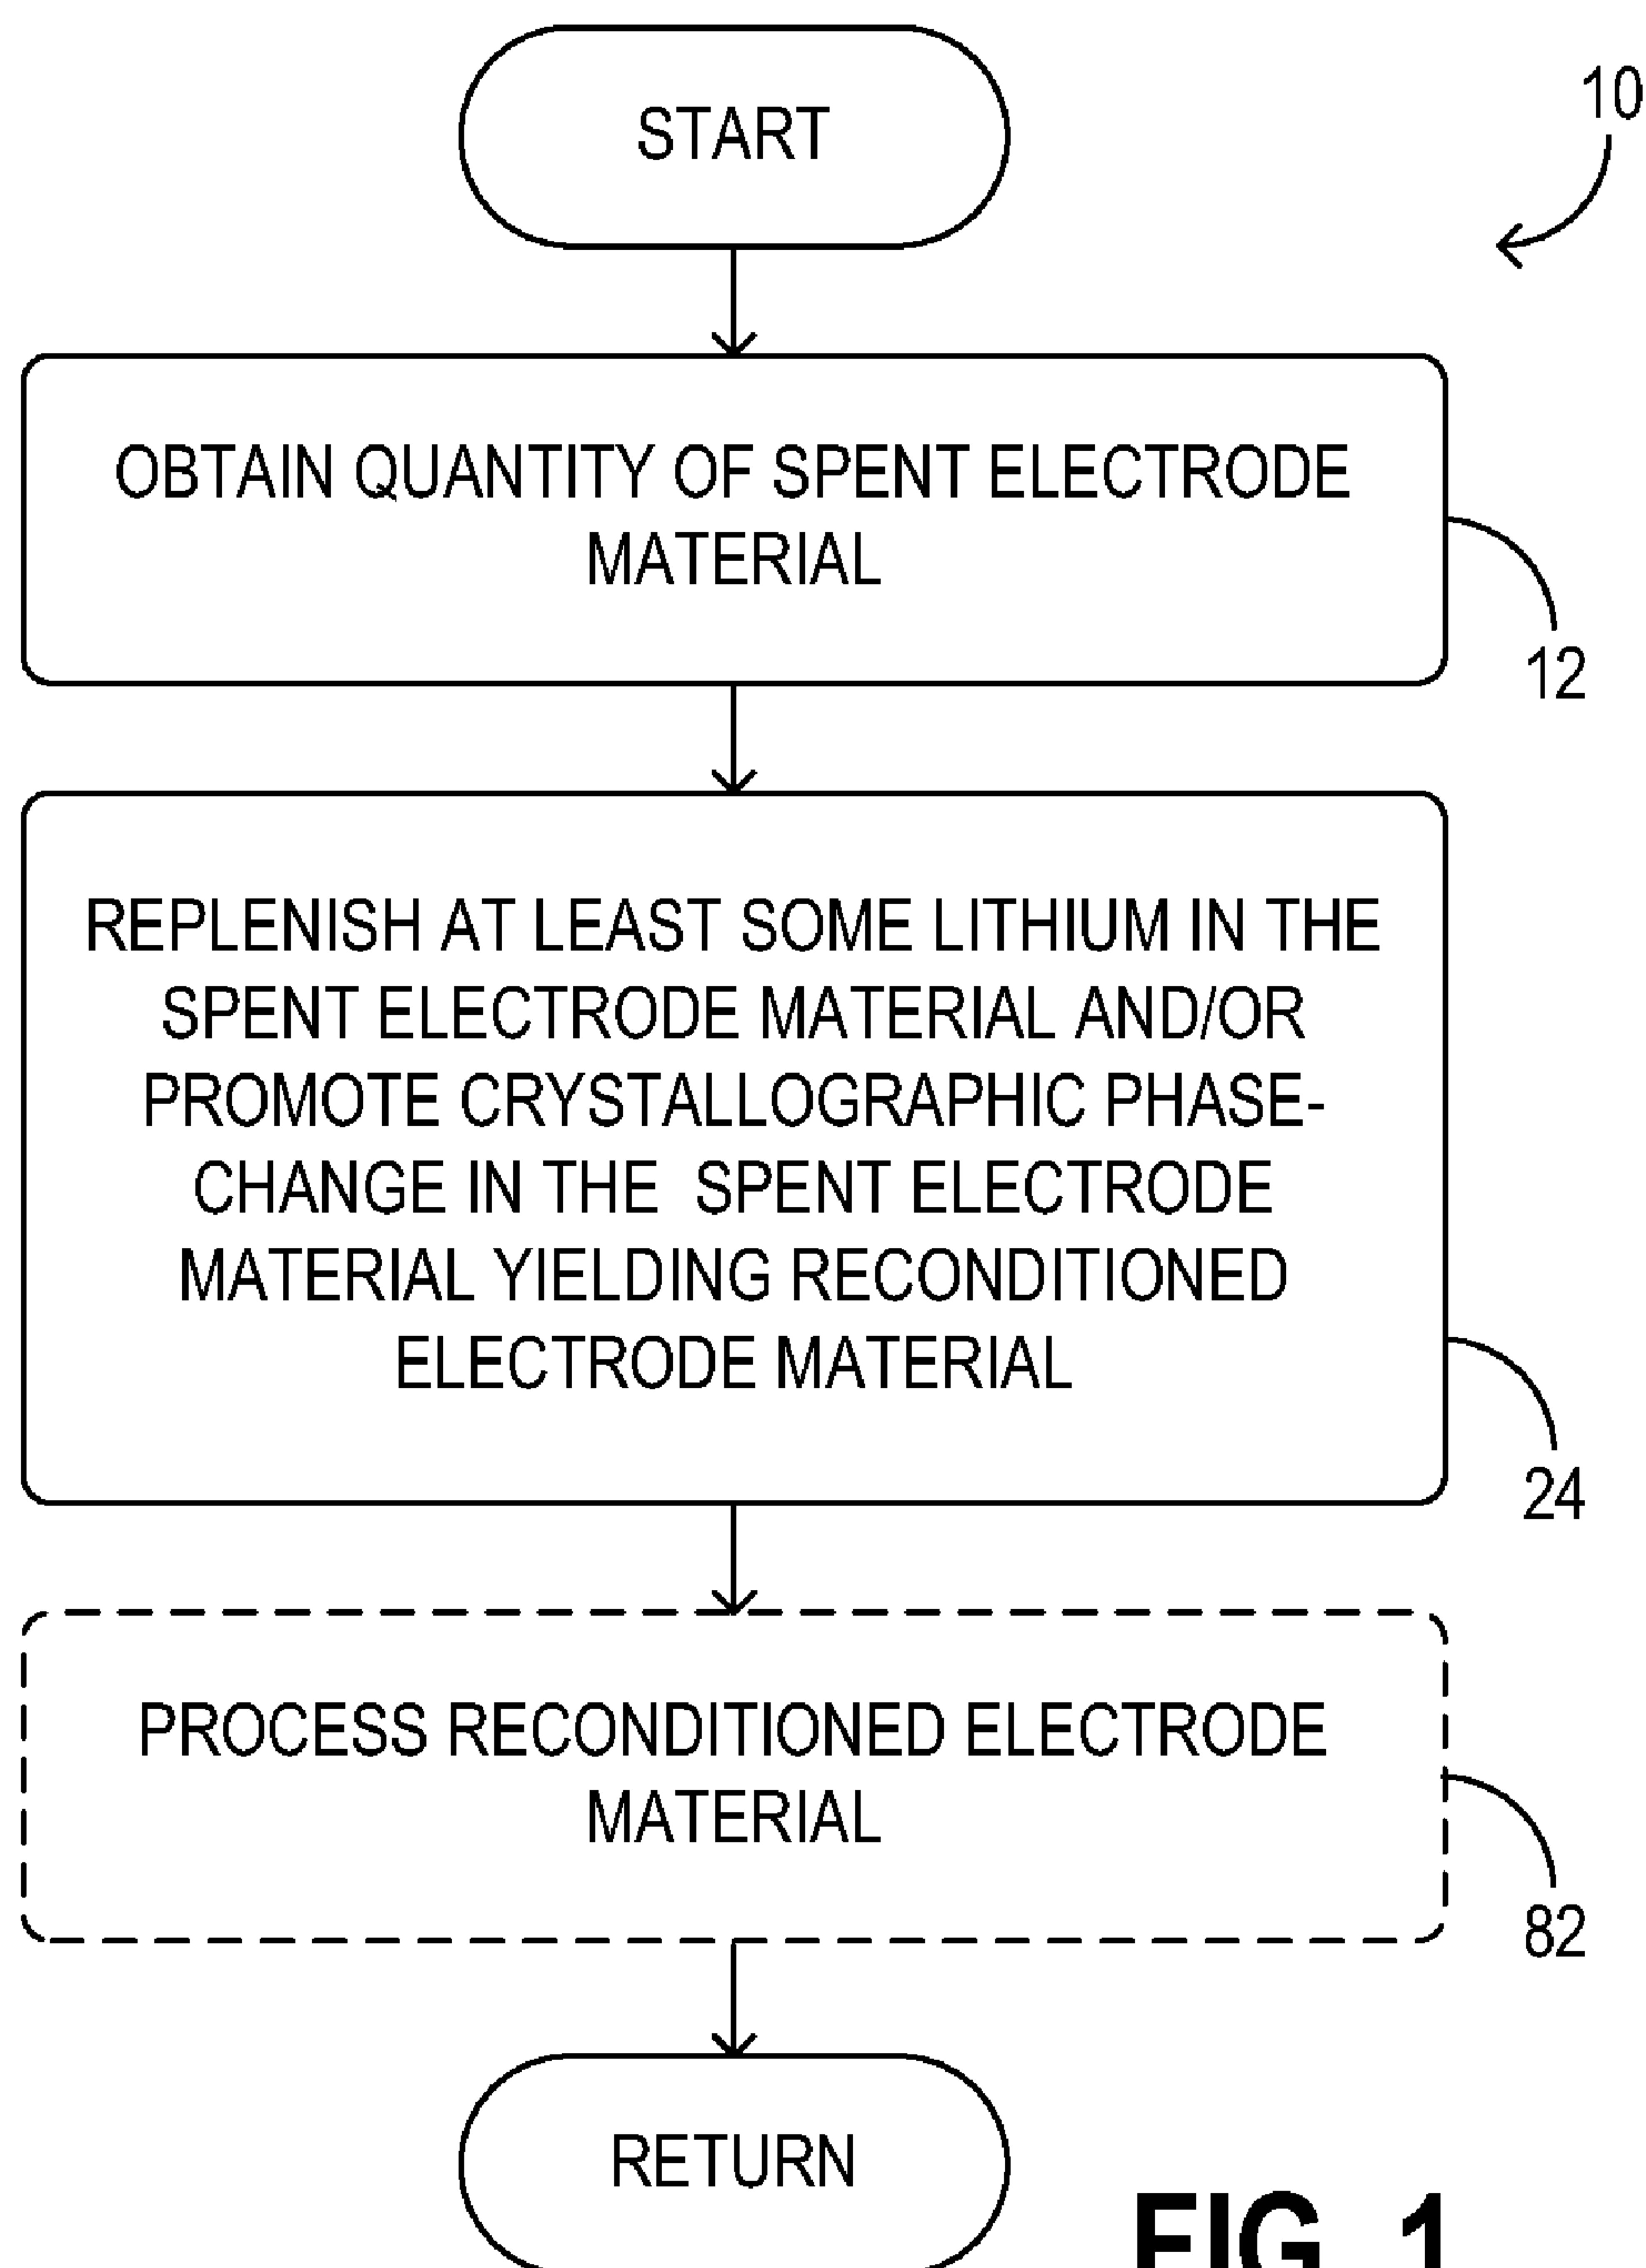 START
10
OBTAIN QUANTITY OF SPENT ELECTRODE
MATERIAL
12
REPLENISH AT LEAST SOME LITHIUM IN THE
SPENT ELECTRODE MATERIAL AND/OR
PROMOTE CRYSTALLOGRAPHIC PHASE-
CHANGE IN THE SPENT ELECTRODE
MATERIAL YIELDING RECONDITIONED
ELECTRODE MATERIAL
24
PROCESS RECONDITIONED ELECTRODE
MATERIAL
82
RETURN
FIG. 1